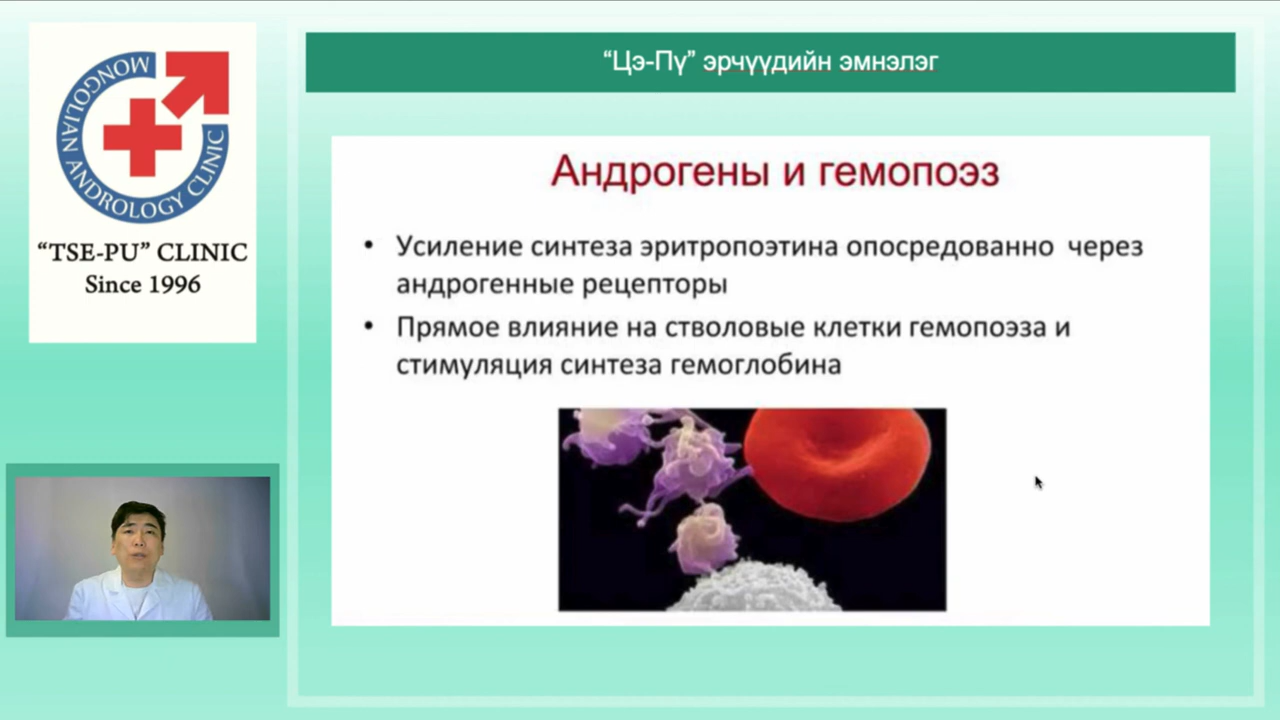 MONGOLIAN ANDROLOGY CLINIC
“TSE-PU” CLINIC
Since 1996
“Цэ-Пү” эрчүүдийн эмнэлэг
Андрогены и гемопоэз
• Усиление синтеза эритропоэтина опосредованно через
андрогенные рецепторы
• Прямое влияние на стволовые клетки гемопоэза и
стимуляция синтеза гемоглобина